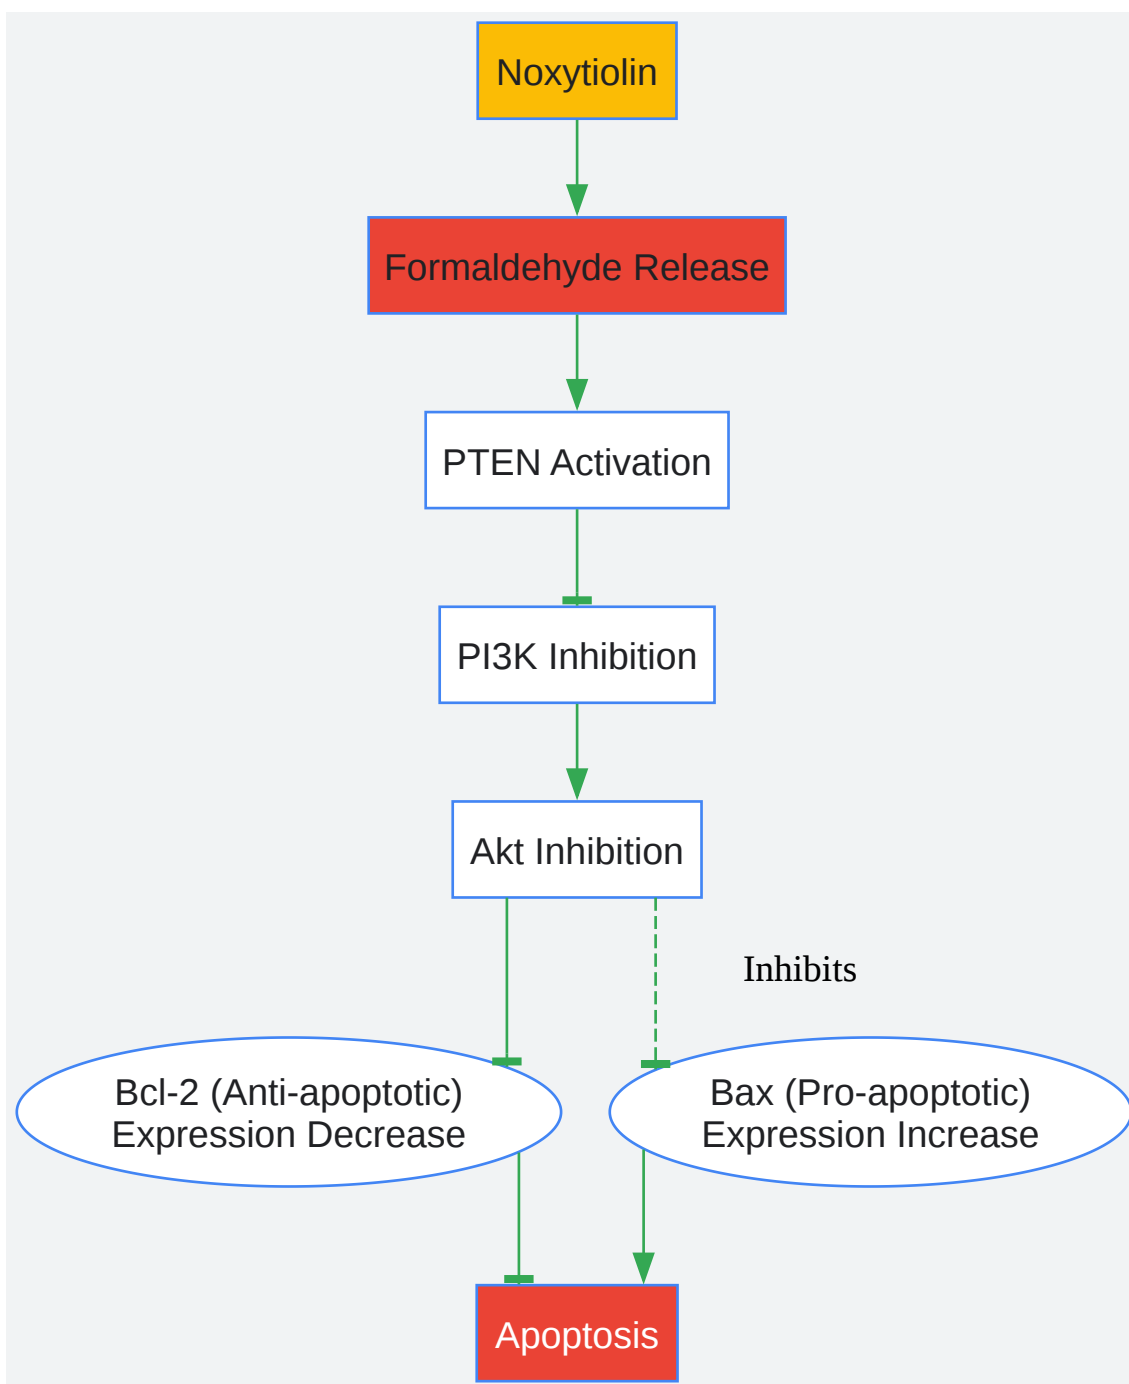 Noxytiolin
Formaldehyde Release
PTEN Activation
PI3K Inhibition
Akt Inhibition
Inhibits
Bcl-2 (Anti-apoptotic)
Expression Decrease
Bax (Pro-apoptotic)
Expression Increase
Apoptosis